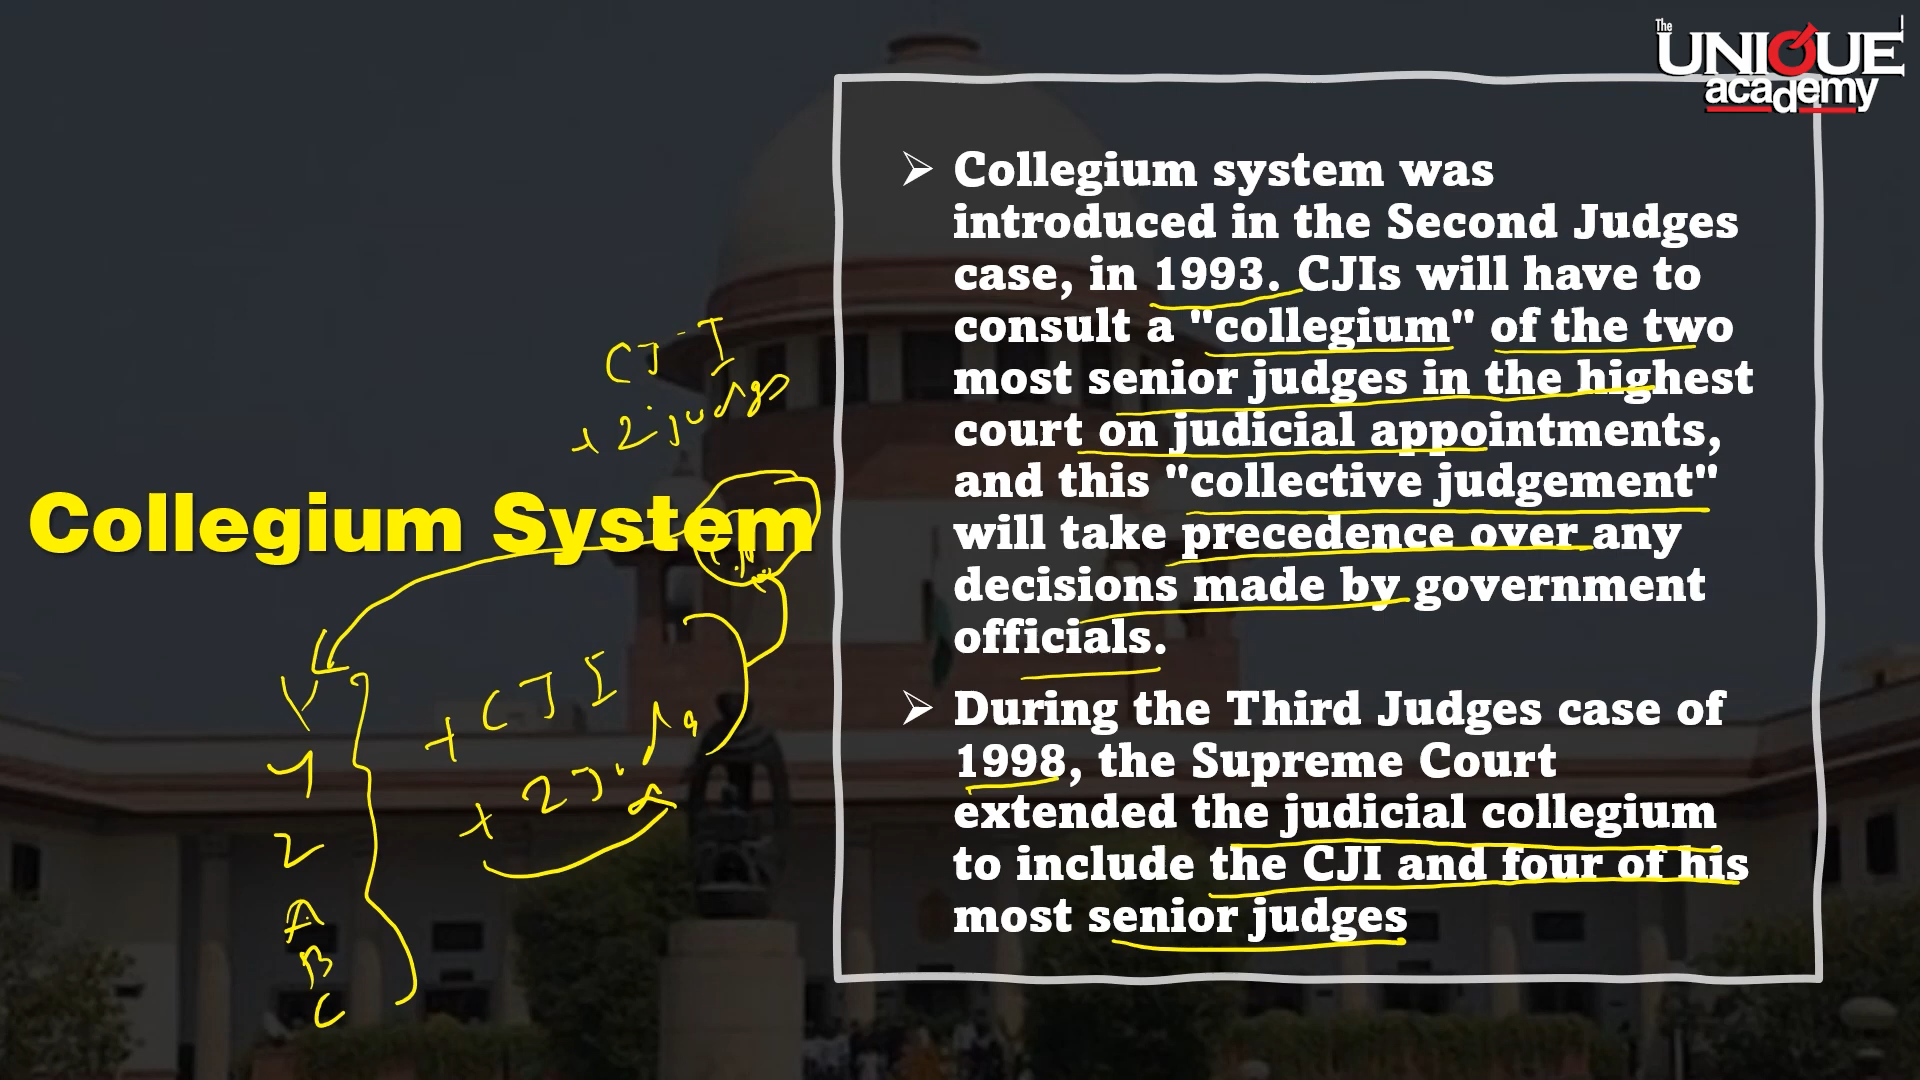 The
UNIQUE
academy
Collegium System
➢ Collegium system was
introduced in the Second Judges
case, in 1993. CJIs will have to
consult a "collegium" of the two
most senior judges in the highest
court on judicial appointments,
and this "collective judgement"
will take precedence over any
decisions made by government
officials.
➢ During the Third Judges case of
1998, the Supreme Court
extended the judicial collegium
to include the CJI and four of his
most senior judges
CJI
+ 2 judgs
+ CJI
+ 2
Y
Z
A
B
C